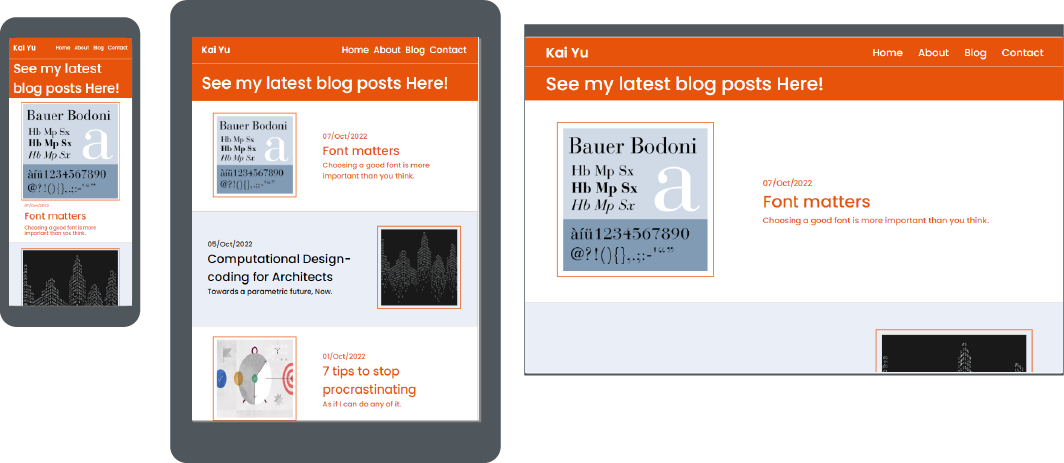 Kai Yu
Home About Blog Contact
See my latest
blog posts Here!
Bauer Bodoni
Hb Mp Sx
Hb Mp Sx
Hb Mp Sx
a
àíü1234567890
@?!(){},.;:-'“”
07/Oct/2022
Font matters
Choosing a good font is more
important than you think.
Kai Yu
Home About Blog Contact
See my latest blog posts Here!
Bauer Bodoni
Hb Mp Sx
Hb Mp Sx
Hb Mp Sx
a
àíü1234567890
@?!(){},.;:-'“”
07/Oct/2022
Font matters
Choosing a good font is more
important than you think.
05/Oct/2022
Computational Design-
coding for Architects
Towards a parametric future, Now.
01/Oct/2022
7 tips to stop
procrastinating
As if I can do any of it.
Kai Yu
Home About Blog Contact
See my latest blog posts Here!
Bauer Bodoni
Hb Mp Sx
Hb Mp Sx
Hb Mp Sx
a
àíü1234567890
@?!(){},.;:-'“”
07/Oct/2022
Font matters
Choosing a good font is more important than you think.